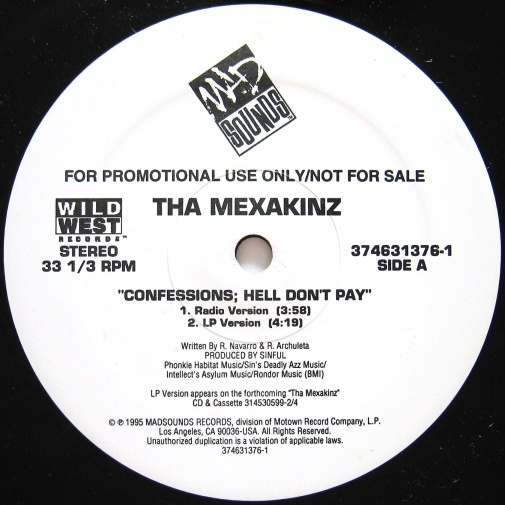 MAD
SOUNDS
FOR PROMOTIONAL USE ONLY/NOT FOR SALE
THA MEXAKINZ
WILD
WEST
RECORDS™
STEREO
33 1/3 RPM
374631376-1
SIDE A
"CONFESSIONS; HELL DON'T PAY"
1. Radio Version (3:58)
2. LP Version (4:19)
Written By R. Navarro & R. Archuleta
PRODUCED BY SINFUL
Phonkie Habitat Music/Sin's Deadly Azz Music/
Intellect's Asylum Music/Rondor Music (BMI)
LP Version appears on the forthcoming "Tha Mexakinz"
CD & Cassette 314530599-2/4
© ℗ 1995 MADSOUNDS RECORDS, division of Motown Record Company, L.P.
Los Angeles, CA 90036-USA. All Rights Reserved.
Unauthorized duplication is a violation of applicable laws.
374631376-1